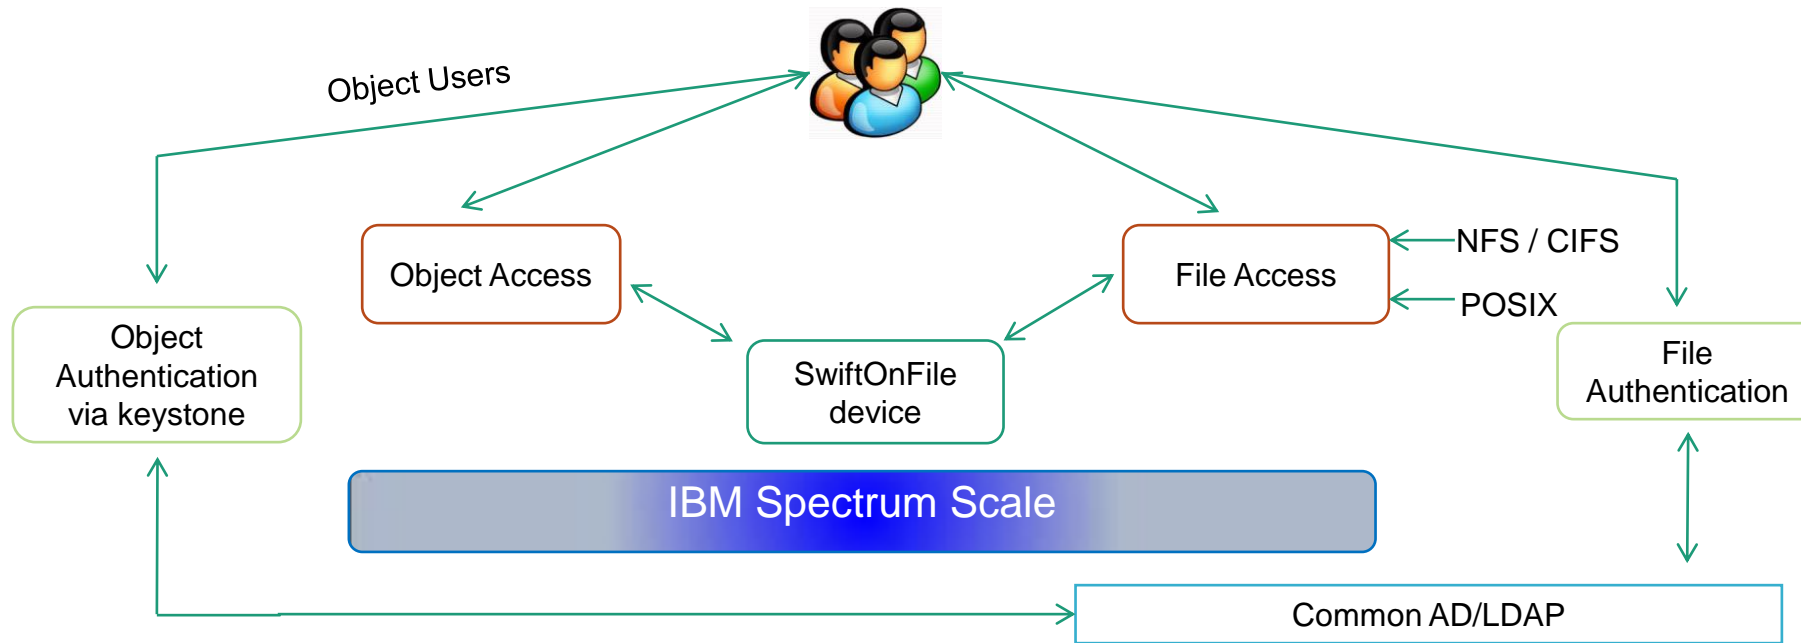 Object Users
Object Access
File Access
NFS / CIFS
POSIX
Object
Authentication
via keystone
SwiftOnFile
device
File
Authentication
IBM Spectrum Scale
Common AD/LDAP